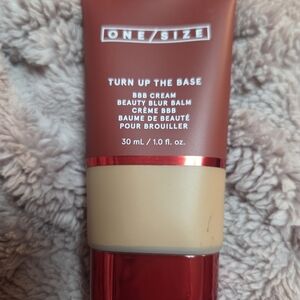 ONE/SIZE
TURN UP THE BASE
BBB CREAM
BEAUTY BLUR BALM
CRÈME BBB
BAUME DE BEAUTÉ
POUR BROUILLER
30 mL / 1.0 fl. oz.